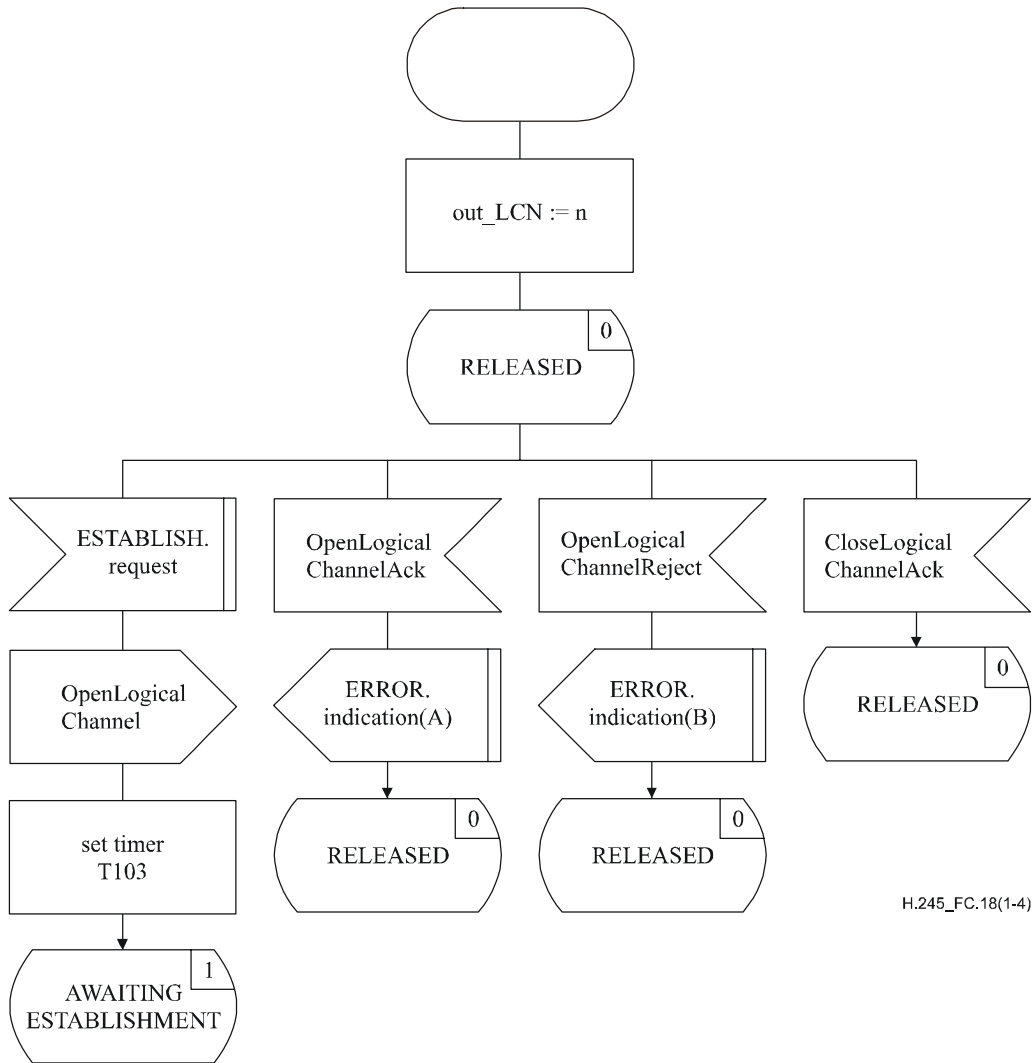 out_LCN := n
0
RELEASED
ESTABLISH.
request
OpenLogical
ChannelAck
OpenLogical
ChannelReject
CloseLogical
ChannelAck
OpenLogical
Channel
ERROR.
indication(A)
ERROR.
indication(B)
0
RELEASED
set timer
T103
0
RELEASED
0
RELEASED
H.245_FC.18(1-4)
1
AWAITING
ESTABLISHMENT